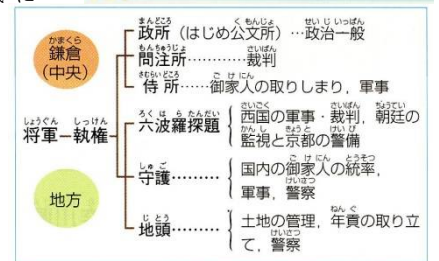 鎌倉
(中央)
将軍―執権
地方
政所(はじめ公文所)…政治一般
問注所………裁判
侍所………御家人の取りしまり，軍事
六波羅探題…西国の軍事・裁判，朝廷の
監視と京都の警備
守護………国内の御家人の統率，
軍事，警察
地頭………土地の管理，年貢の取り立
て，警察